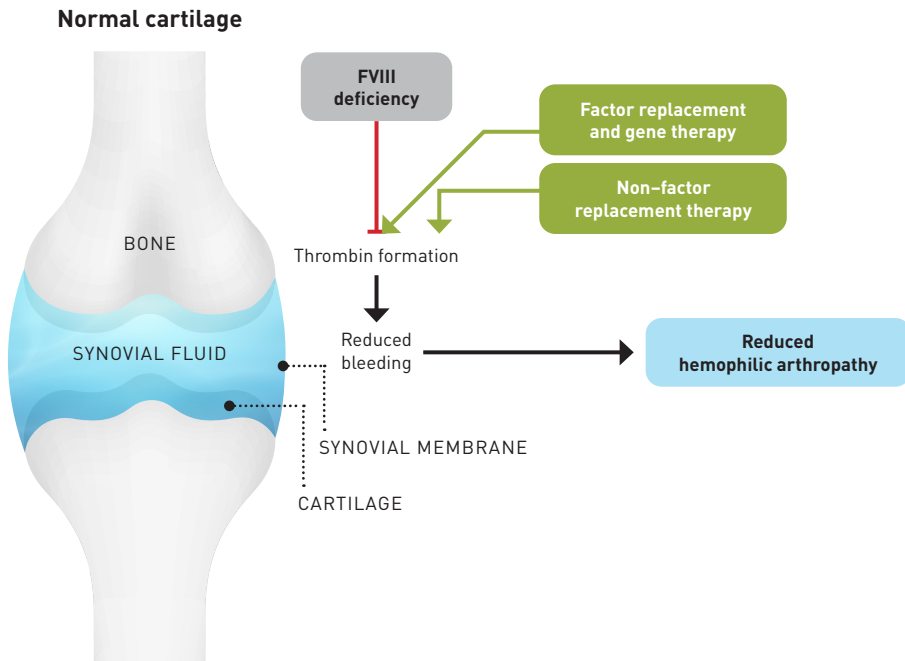 Normal cartilage
FVIII
deficiency
Factor replacement
and gene therapy
Non–factor
replacement therapy
BONE
Thrombin formation
SYNOVIAL FLUID
Reduced
bleeding
Reduced
hemophilic arthropathy
SYNOVIAL MEMBRANE
CARTILAGE